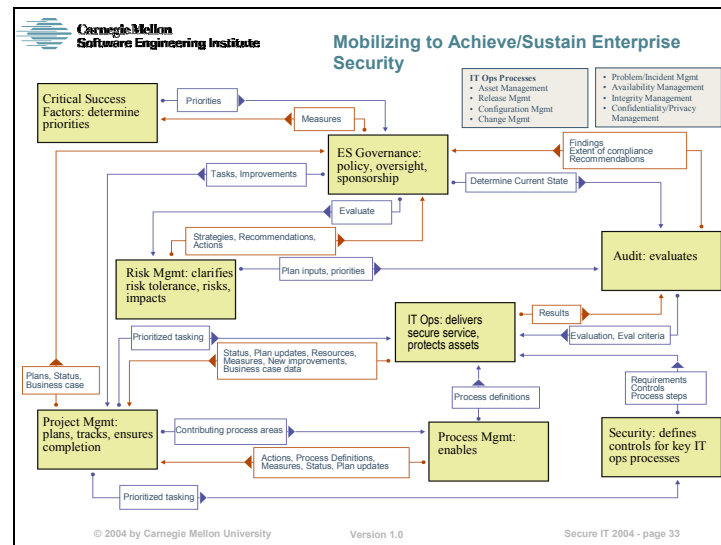 Carnegie Mellon
Software Engineering Institute
Mobilizing to Achieve/Sustain Enterprise
Security
IT Ops Processes
• Asset Management
• Release Mgmt
• Configuration Mgmt
• Change Mgmt
• Problem/Incident Mgmt
• Availability Management
• Integrity Management
• Confidentiality/Privacy
Management
Critical Success
Factors: determine
priorities
Priorities
Measures
ES Governance:
policy, oversight,
sponsorship
Findings
Extent of compliance
Recommendations
Tasks, Improvements
Determine Current State
Evaluate
Strategies, Recommendations,
Actions
Audit: evaluates
Risk Mgmt: clarifies
risk tolerance, risks,
impacts
Plan inputs, priorities
IT Ops: delivers
secure service,
protects assets
Results
Prioritized tasking
Evaluation, Eval criteria
Status, Plan updates, Resources,
Measures, New improvements,
Business case data
Plans, Status,
Business case
Process definitions
Requirements
Controls
Process steps
Project Mgmt:
plans, tracks, ensures
completion
Contributing process areas
Process Mgmt:
enables
Security: defines
controls for key IT
ops processes
Actions, Process Definitions,
Measures, Status, Plan updates
Prioritized tasking
© 2004 by Carnegie Mellon University
Version 1.0
Secure IT 2004 - page 33